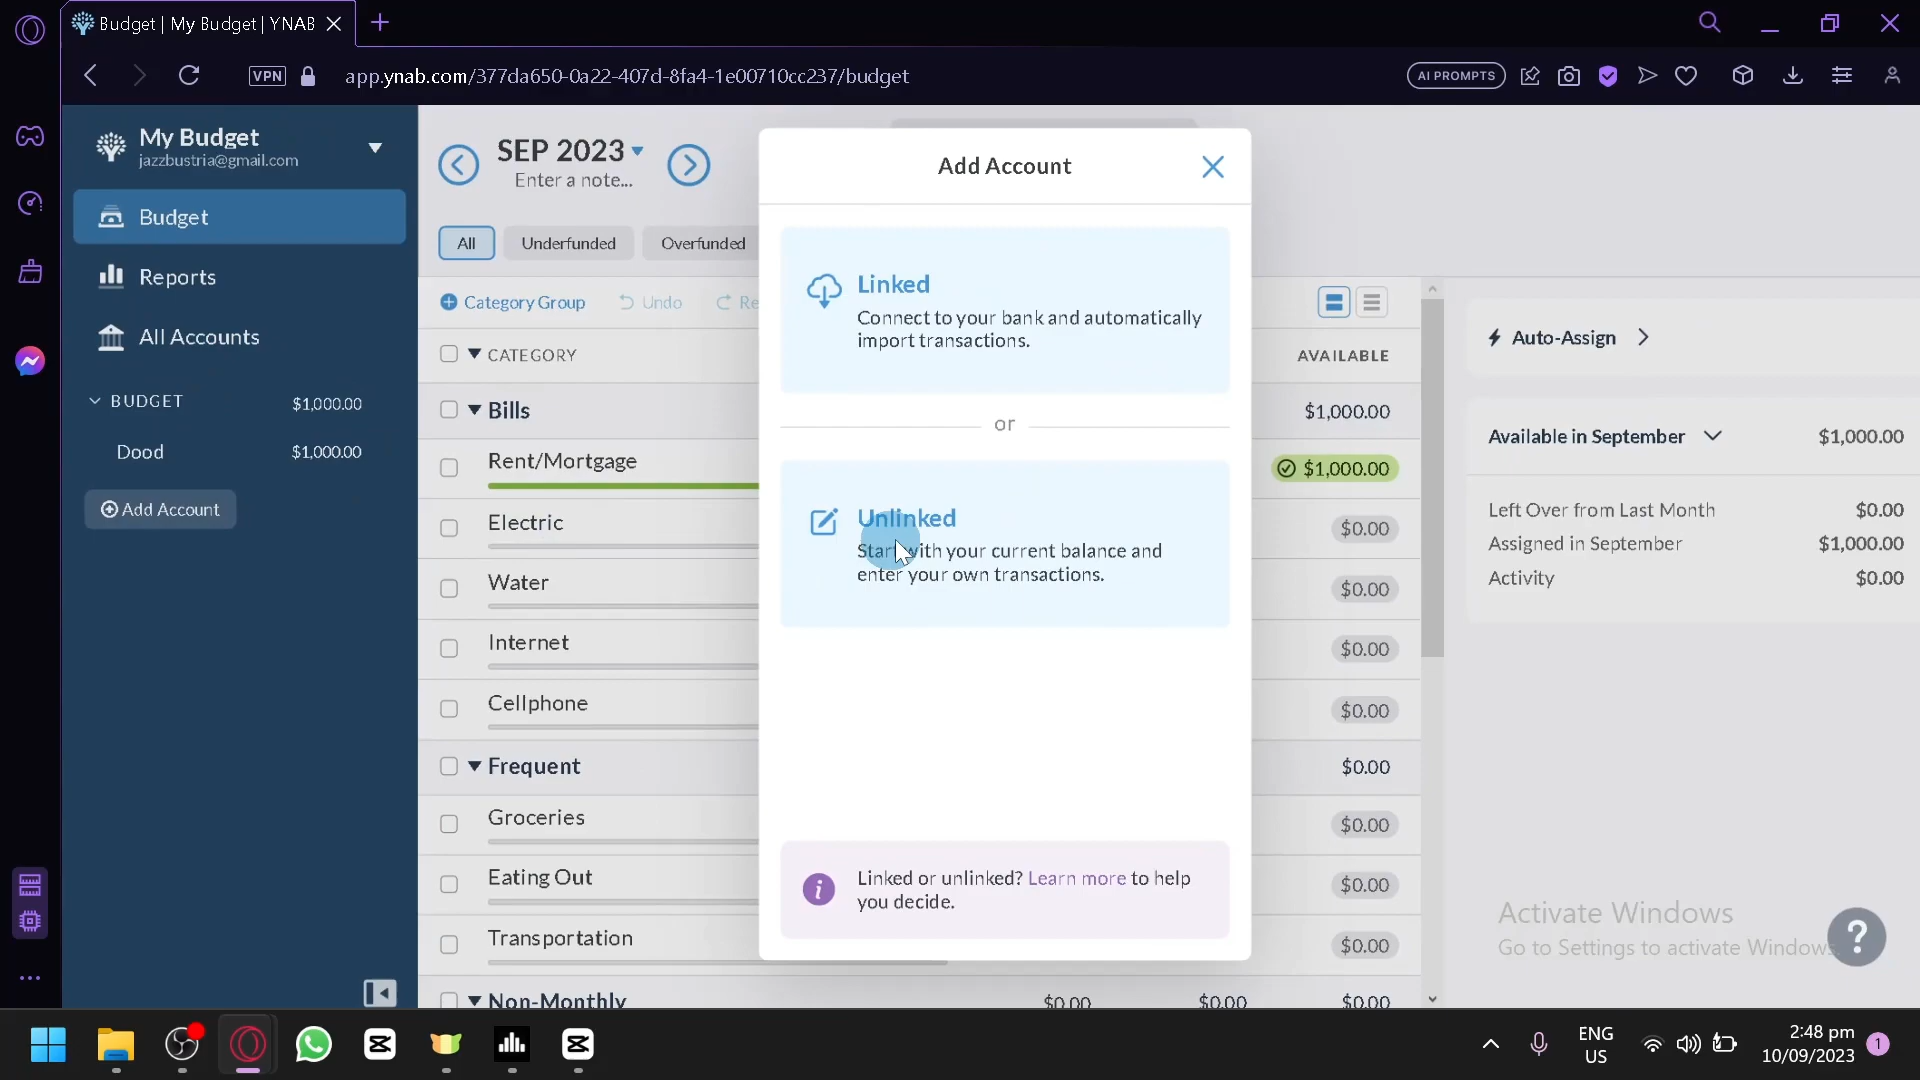 Budget | My Budget | YNAB
VPN
app.ynab.com/377da650-0a22-407d-8fa4-1e00710cc237/budget
AI PROMPTS
My Budget
jazzbustria@gmail.com
Budget
Reports
All Accounts
BUDGET $1,000.00
Dood $1,000.00
Add Account
SEP 2023
Enter a note...
All Underfunded Overfunded
Category Group Undo Re
CATEGORY AVAILABLE
Bills $1,000.00
Rent/Mortgage $1,000.00
Electric $0.00
Water $0.00
Internet $0.00
Cellphone $0.00
Frequent $0.00
Groceries $0.00
Eating Out $0.00
Transportation $0.00
Non-Monthly $0.00 $0.00 $0.00
Add Account
Linked
Connect to your bank and automatically
import transactions.
or
Unlinked
Start with your current balance and
enter your own transactions.
Linked or unlinked? Learn more to help
you decide.
Auto-Assign
Available in September $1,000.00
Left Over from Last Month $0.00
Assigned in September $1,000.00
Activity $0.00
Activate Windows
Go to Settings to activate Windows.
?
ENG
US
2:48 pm
10/09/2023
1